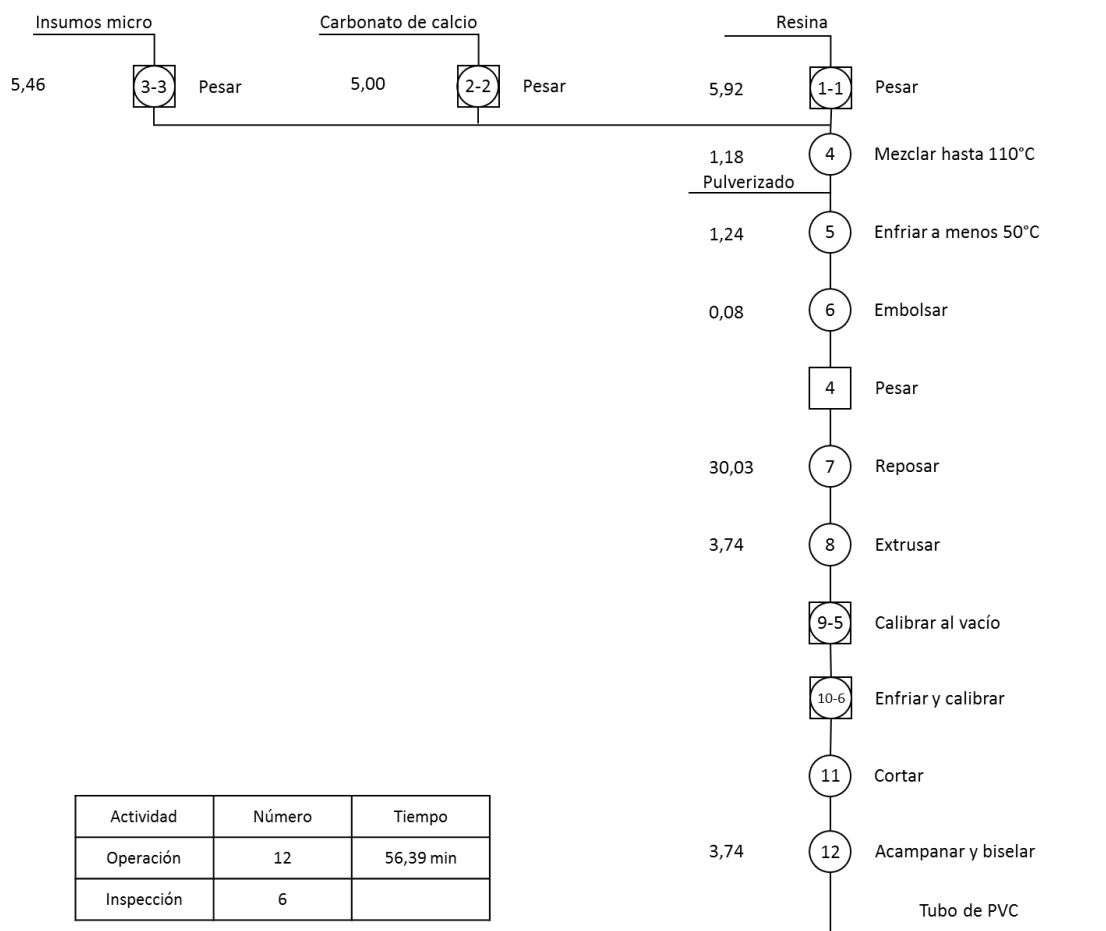 Insumos micro
Carbonato de calcio
Resina
5,46 3-3 Pesar
5,00 2-2 Pesar
5,92 1-1 Pesar
1,18 4 Mezclar hasta 110°C
Pulverizado
1,24 5 Enfriar a menos 50°C
0,08 6 Embolsar
4 Pesar
30,03 7 Reposar
3,74 8 Extrusar
9-5 Calibrar al vacío
10-6 Enfriar y calibrar
11 Cortar
3,74 12 Acampanar y biselar
Tubo de PVC
Actividad Número Tiempo
Operación 12 56,39 min
Inspección 6